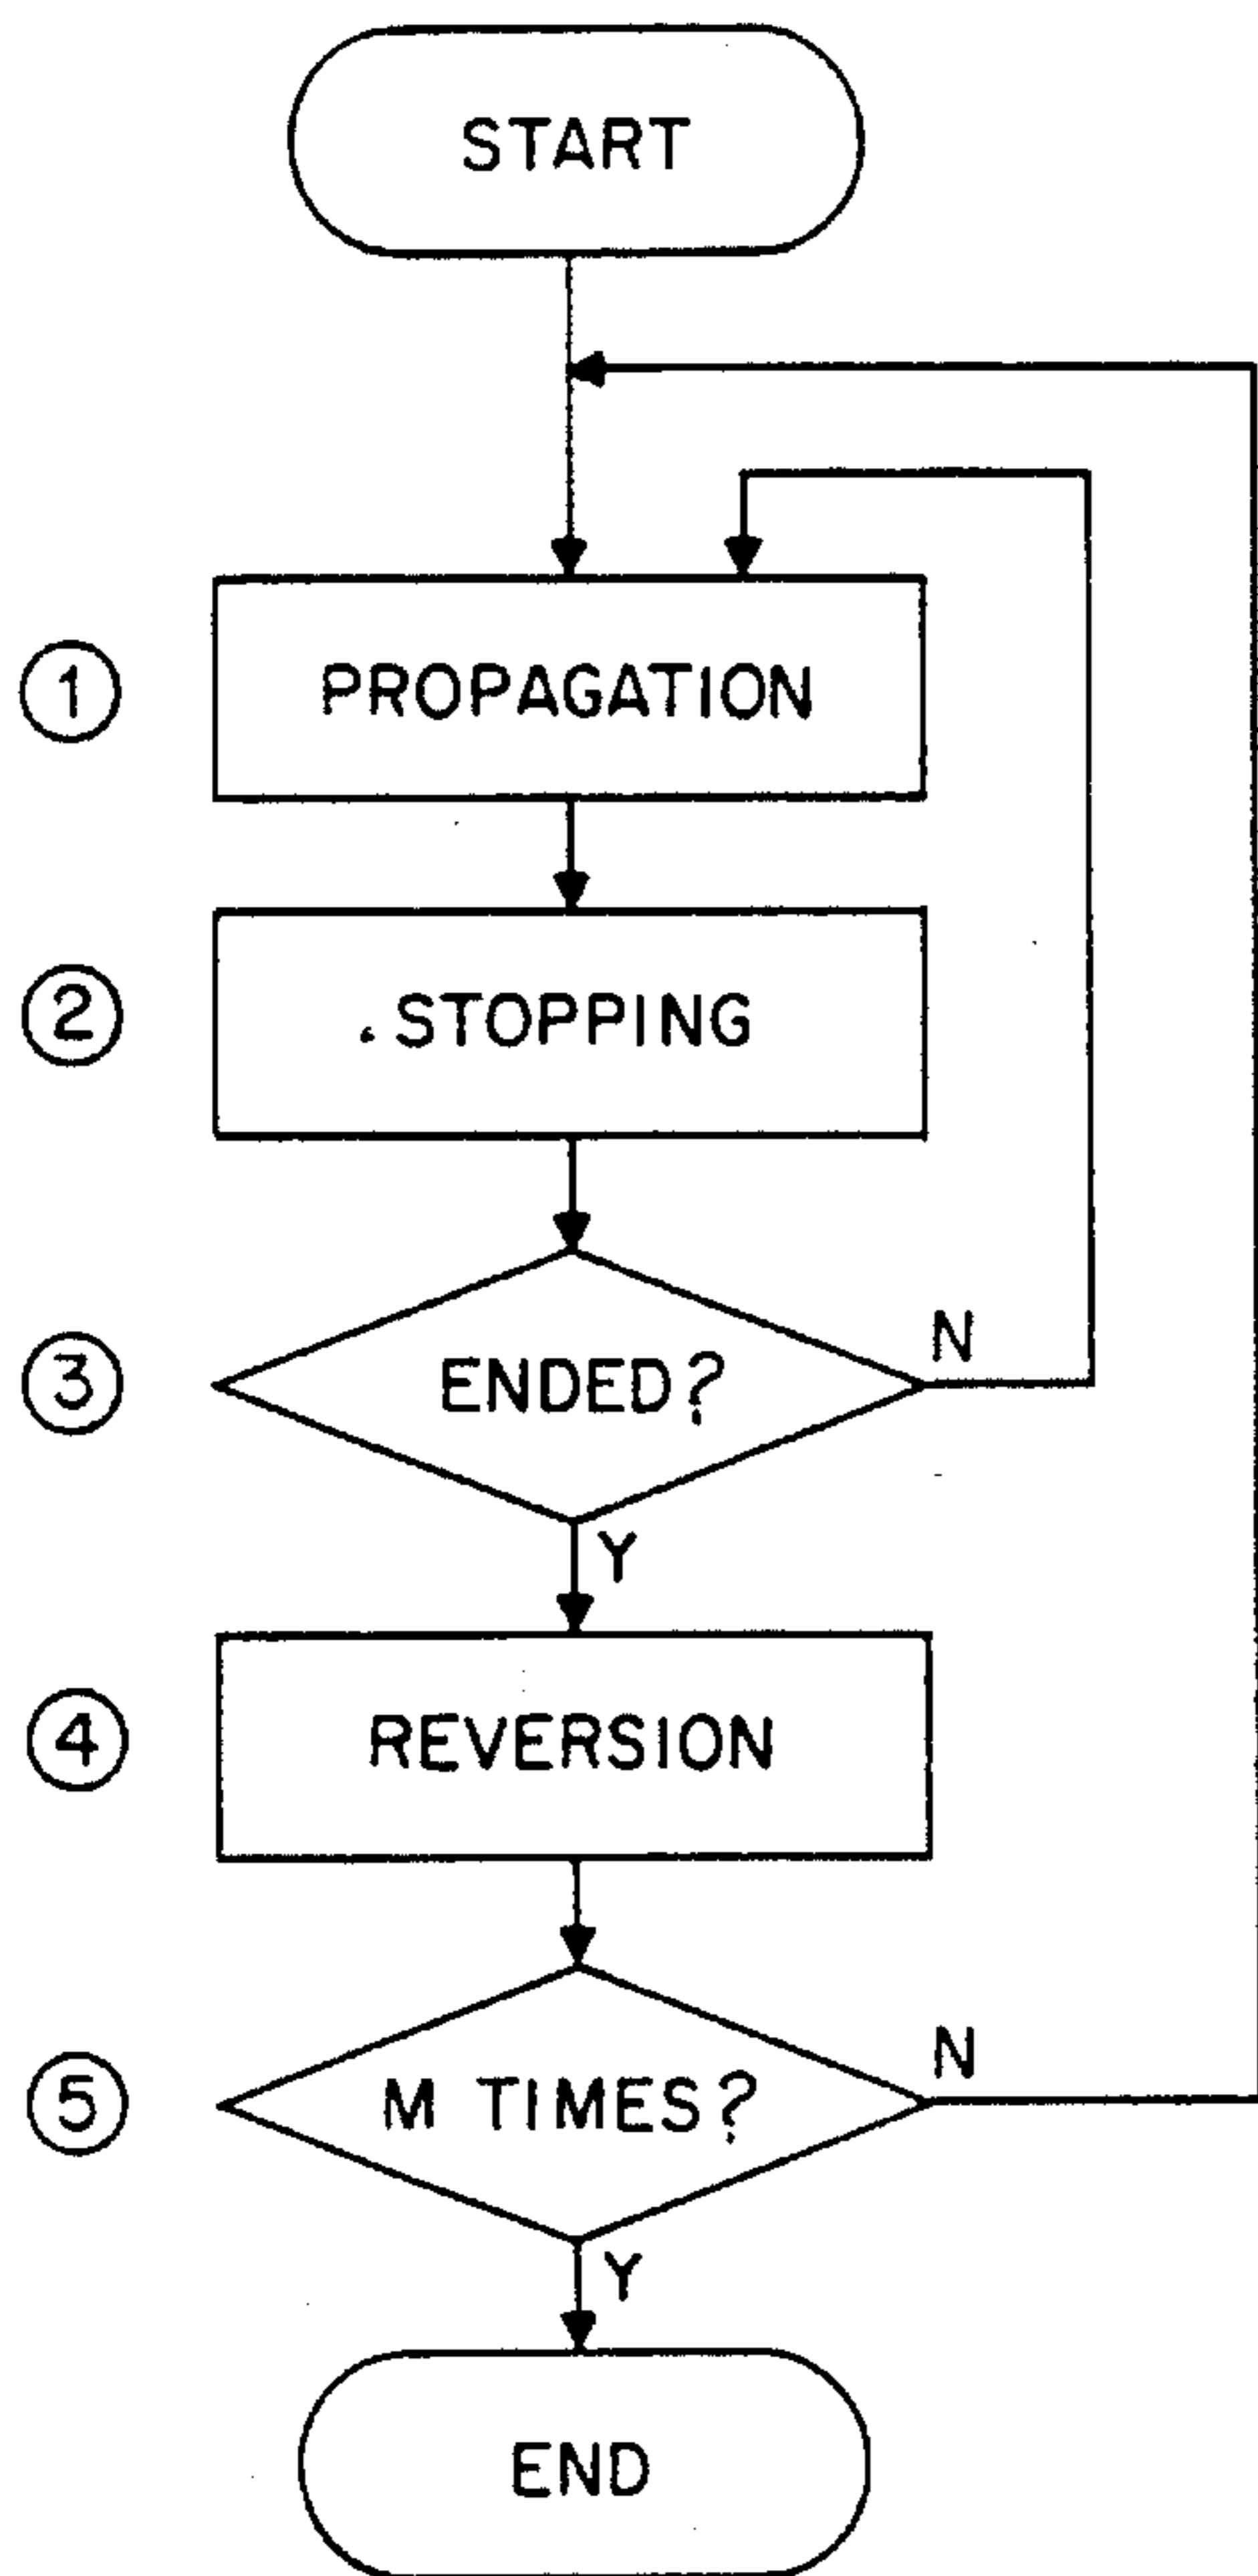 START
① PROPAGATION
② STOPPING
③ ENDED?
N
Y
④ REVERSION
⑤ M TIMES?
N
Y
END